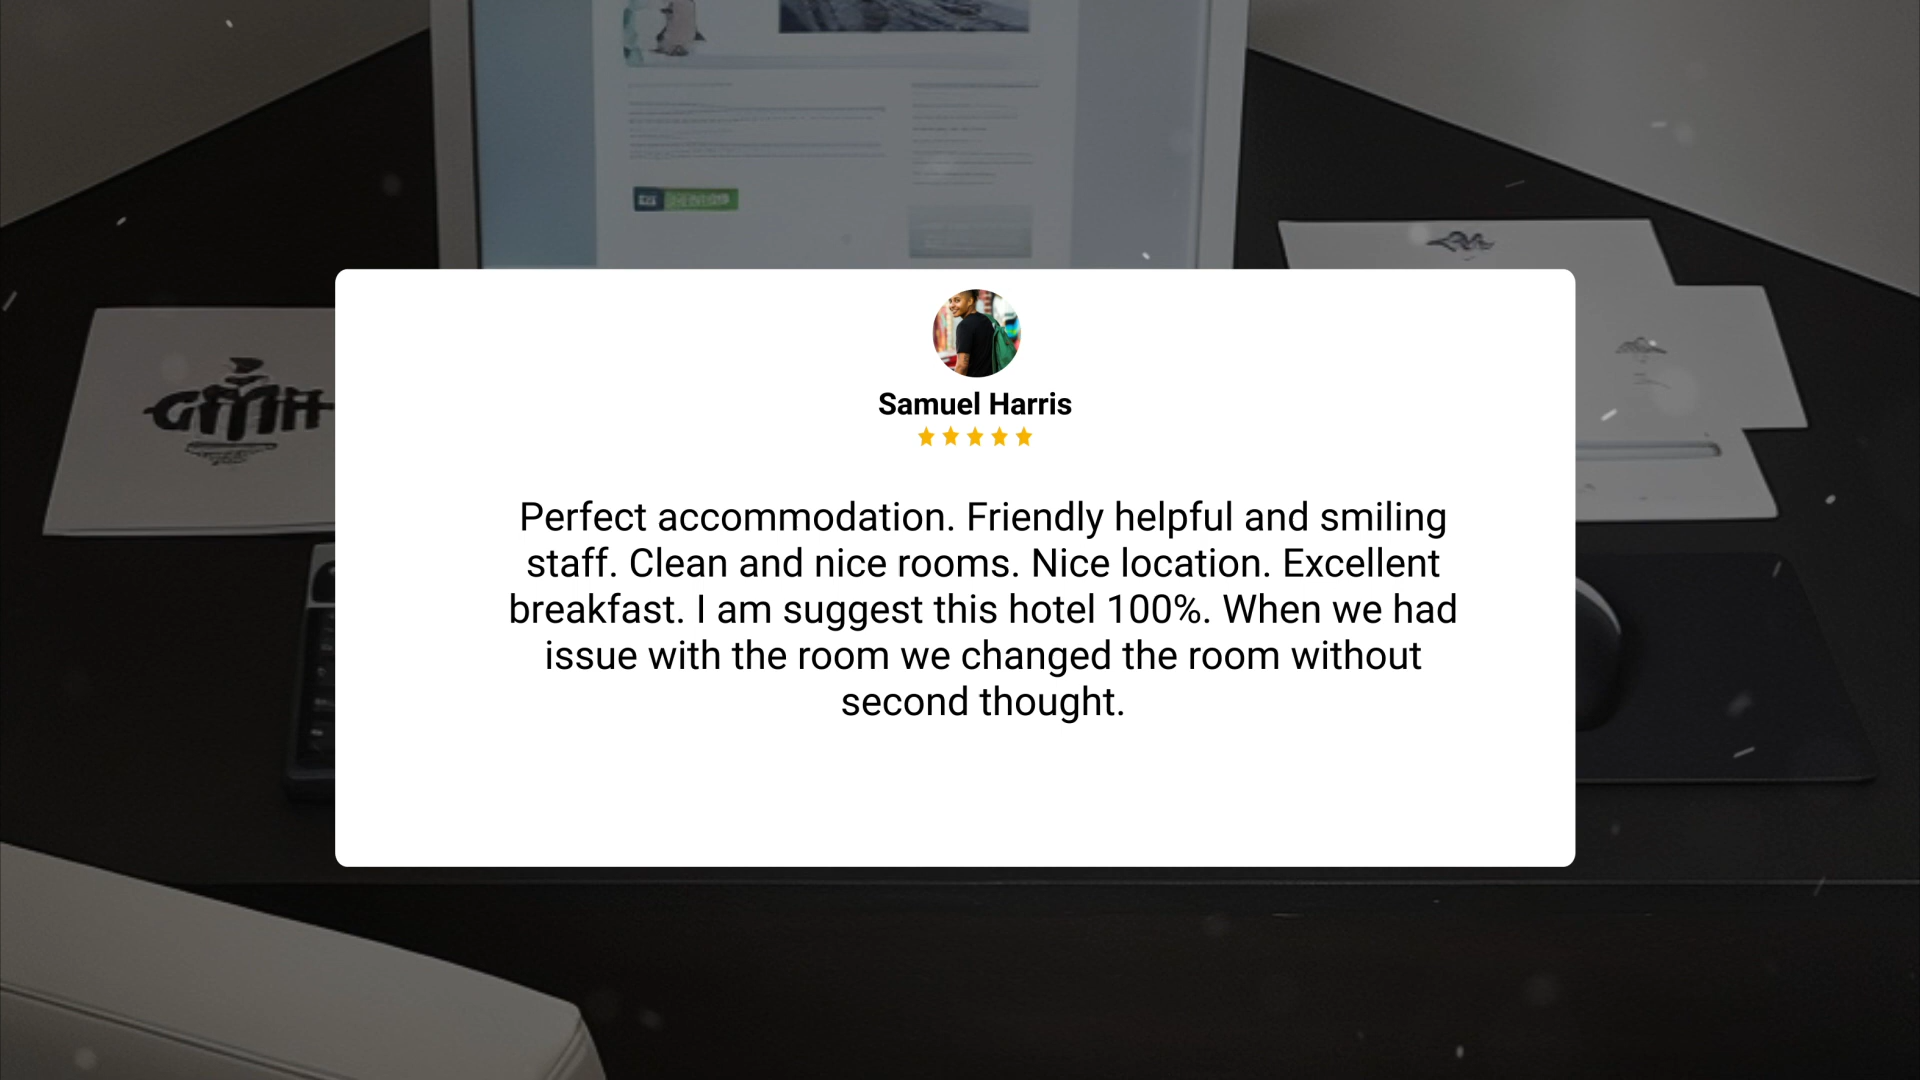 Samuel Harris
Perfect accommodation. Friendly helpful and smiling
staff. Clean and nice rooms. Nice location. Excellent
breakfast. I am suggest this hotel 100%. When we had
issue with the room we changed the room without
second thought.